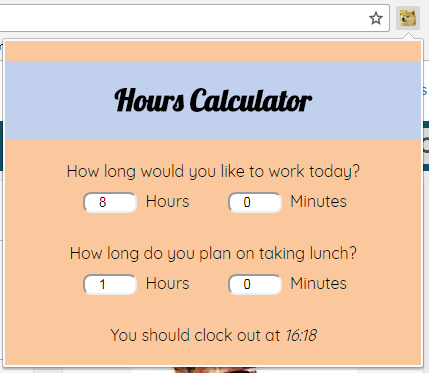 Hours Calculator
How long would you like to work today?
8 Hours 0 Minutes
How long do you plan on taking lunch?
1 Hours 0 Minutes
You should clock out at 16:18